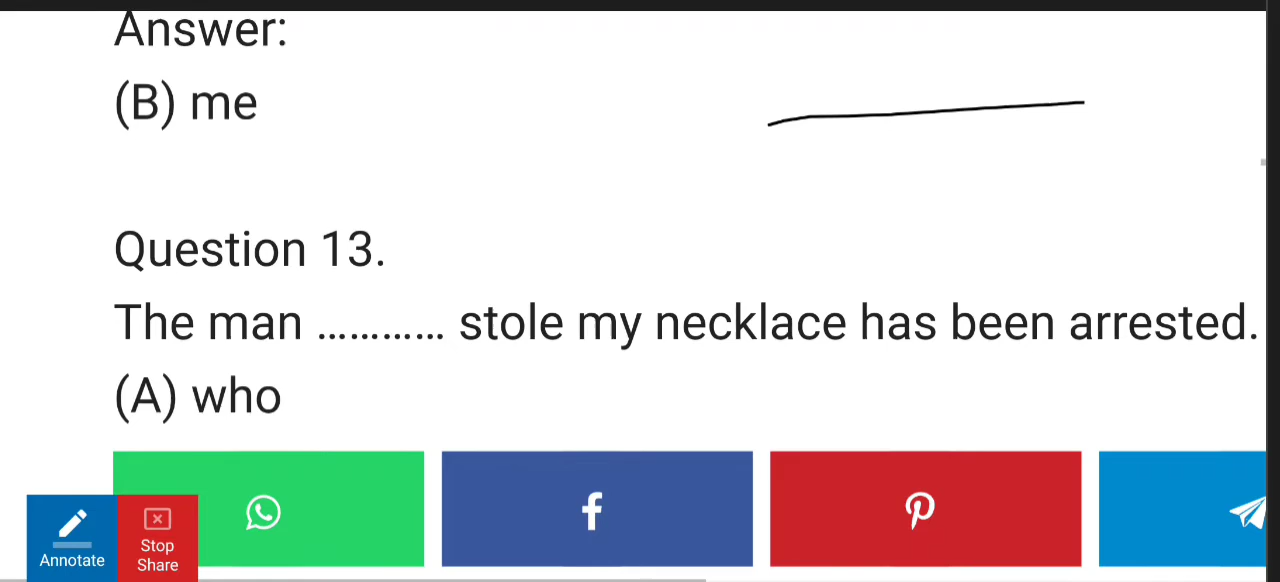 Answer:
(B) me
Question 13.
The man ............ stole my necklace has been arrested.
(A) who
Annotate
Stop
Share